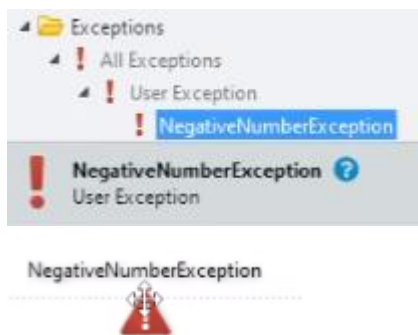 Exceptions
All Exceptions
User Exception
NegativeNumberException
NegativeNumberException
User Exception
NegativeNumberException